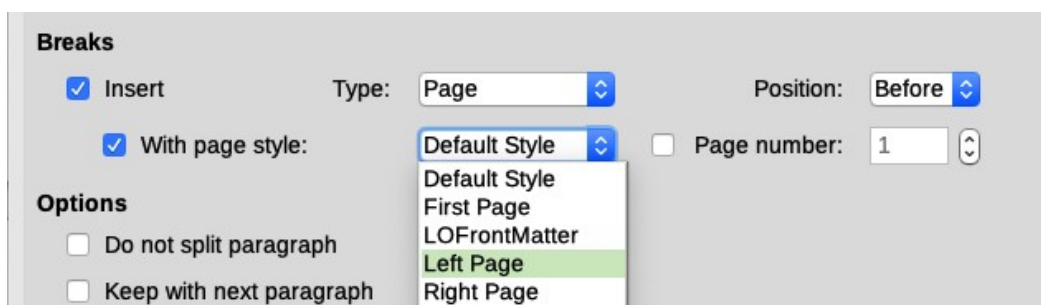 Breaks
Insert Type: Page Position: Before
With page style: Default Style Page number: 1
Default Style
First Page
Options
LOFrontMatter
Do not split paragraph
Left Page
Keep with next paragraph Right Page